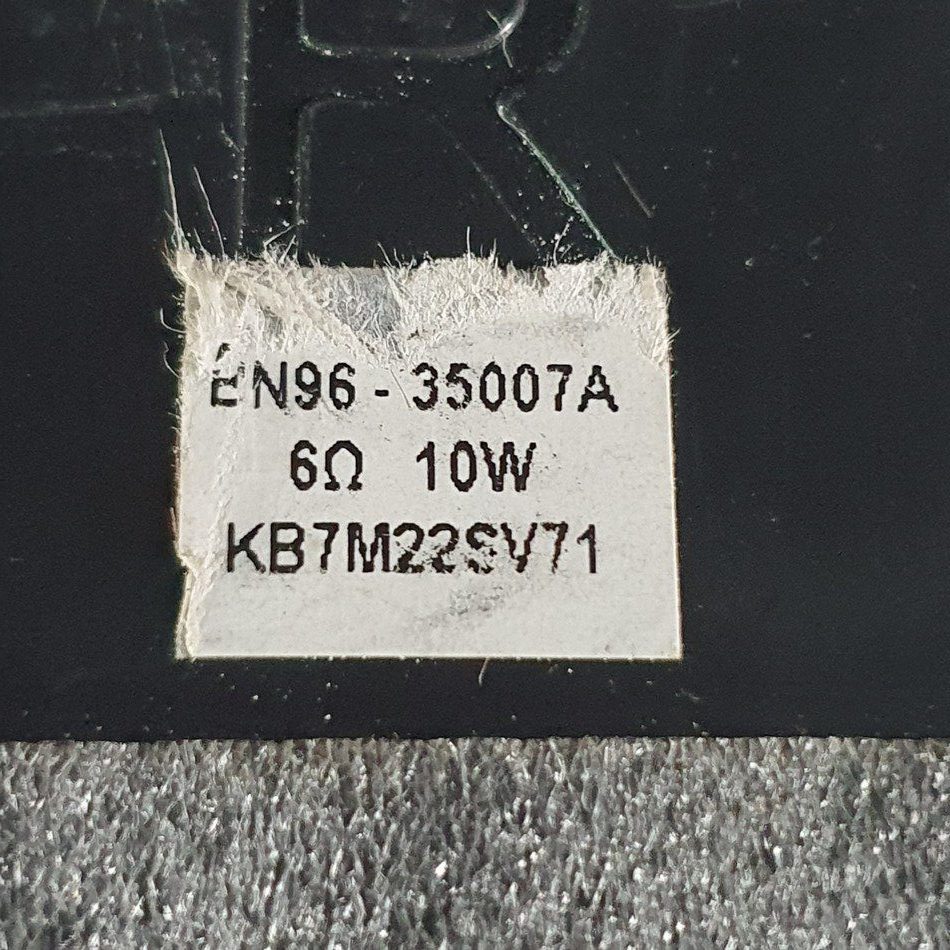 R
BN96 - 35007A
6Ω 10W
KB7M22SV71